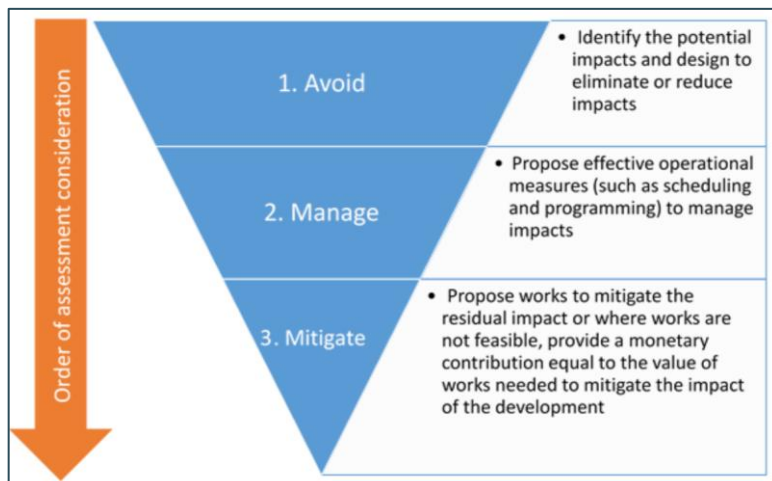 Order of assessment consideration
1. Avoid
• Identify the potential
impacts and design to
eliminate or reduce
impacts
2. Manage
• Propose effective operational
measures (such as scheduling
and programming) to manage
impacts
3. Mitigate
• Propose works to mitigate the
residual impact or where works are
not feasible, provide a monetary
contribution equal to the value of
works needed to mitigate the impact
of the development